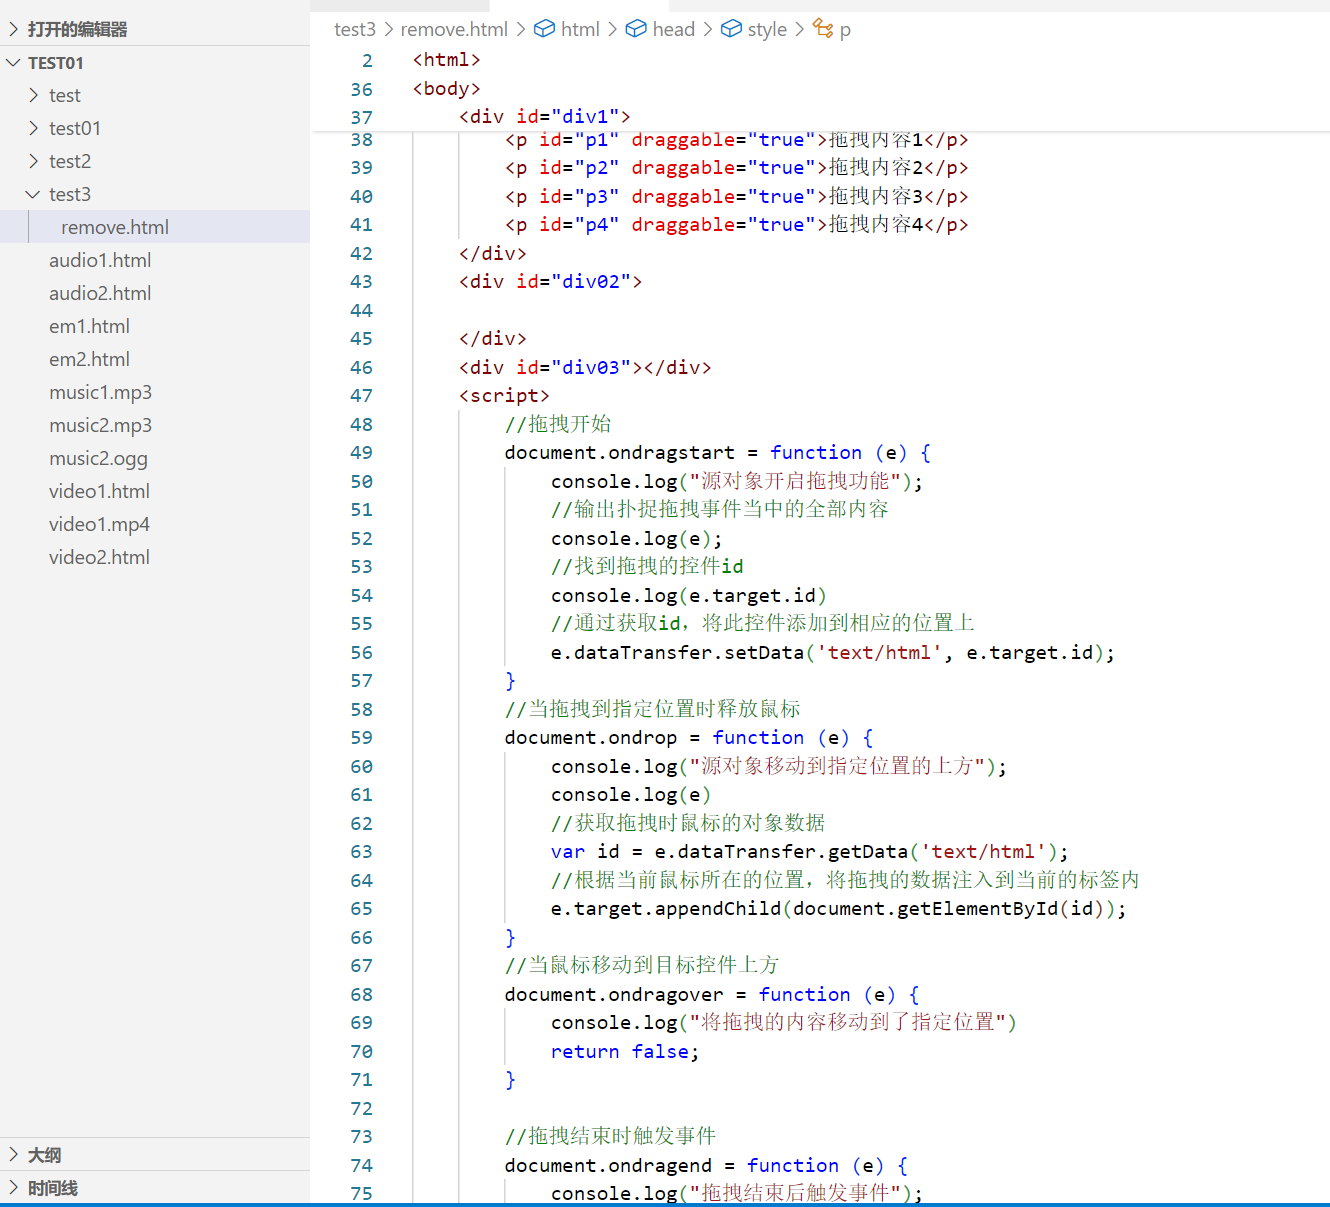 打开的编辑器
TEST01
test
test01
test2
test3
remove.html
audio1.html
audio2.html
em1.html
em2.html
music1.mp3
music2.mp3
music2.ogg
video1.html
video1.mp4
video2.html
大纲
时间线
test3 > remove.html > html > head > style > p
2 <html>
36 <body>
37 <div id="div1">
38 <p id="p1" draggable="true">拖拽内容1</p>
39 <p id="p2" draggable="true">拖拽内容2</p>
40 <p id="p3" draggable="true">拖拽内容3</p>
41 <p id="p4" draggable="true">拖拽内容4</p>
42 </div>
43 <div id="div02">
44
45 </div>
46 <div id="div03"></div>
47 <script>
48 //拖拽开始
49 document.ondragstart = function (e) {
50 console.log("源对象开启拖拽功能");
51 //输出扑捉拖拽事件当中的全部内容
52 console.log(e);
53 //找到拖拽的控件id
54 console.log(e.target.id)
55 //通过获取id，将此控件添加到相应的位置上
56 e.dataTransfer.setData('text/html', e.target.id);
57 }
58 //当拖拽到指定位置时释放鼠标
59 document.ondrop = function (e) {
60 console.log("源对象移动到指定位置的上方");
61 console.log(e)
62 //获取拖拽时鼠标的对象数据
63 var id = e.dataTransfer.getData('text/html');
64 //根据当前鼠标所在的位置，将拖拽的数据注入到当前的标签内
65 e.target.appendChild(document.getElementById(id));
66 }
67 //当鼠标移动到目标控件上方
68 document.ondragover = function (e) {
69 console.log("将拖拽的内容移动到了指定位置")
70 return false;
71 }
72
73 //拖拽结束时触发事件
74 document.ondragend = function (e) {
75 console.log("拖拽结束后触发事件");